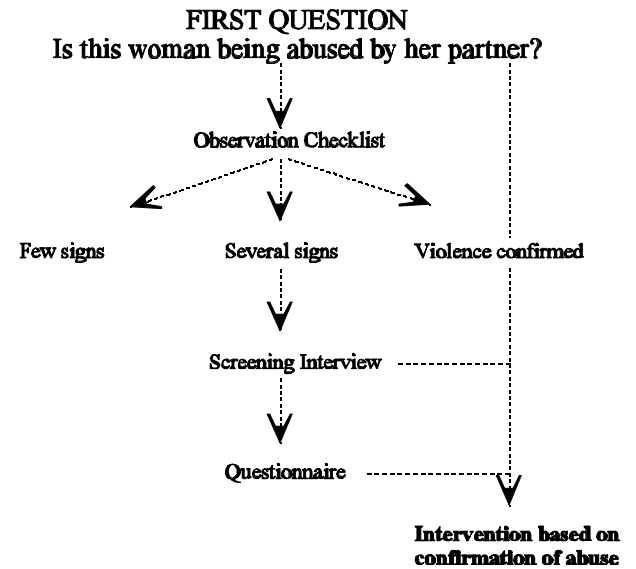 FIRST QUESTION
Is this woman being abused by her partner?
Observation Checklist
Few signs
Several signs
Violence confirmed
Screening Interview
Questionnaire
Intervention based on
confirmation of abuse